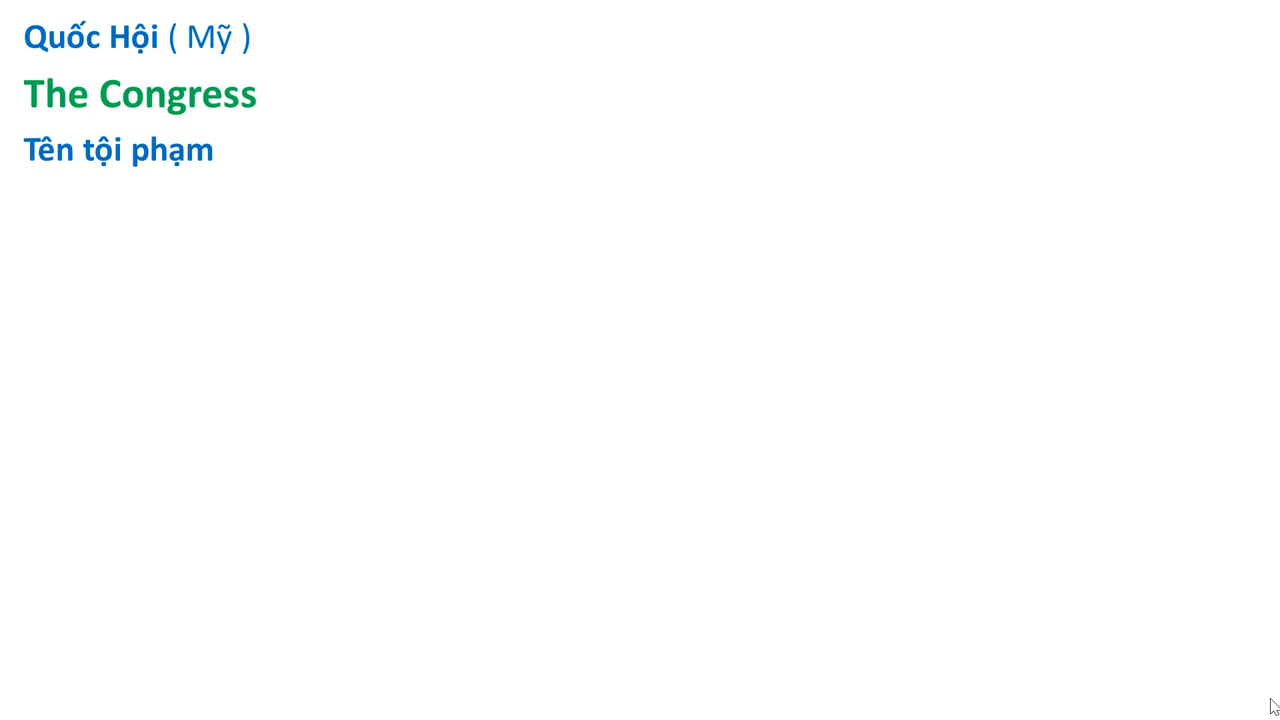 Quốc Hội ( Mỹ )
The Congress
Tên tội phạm